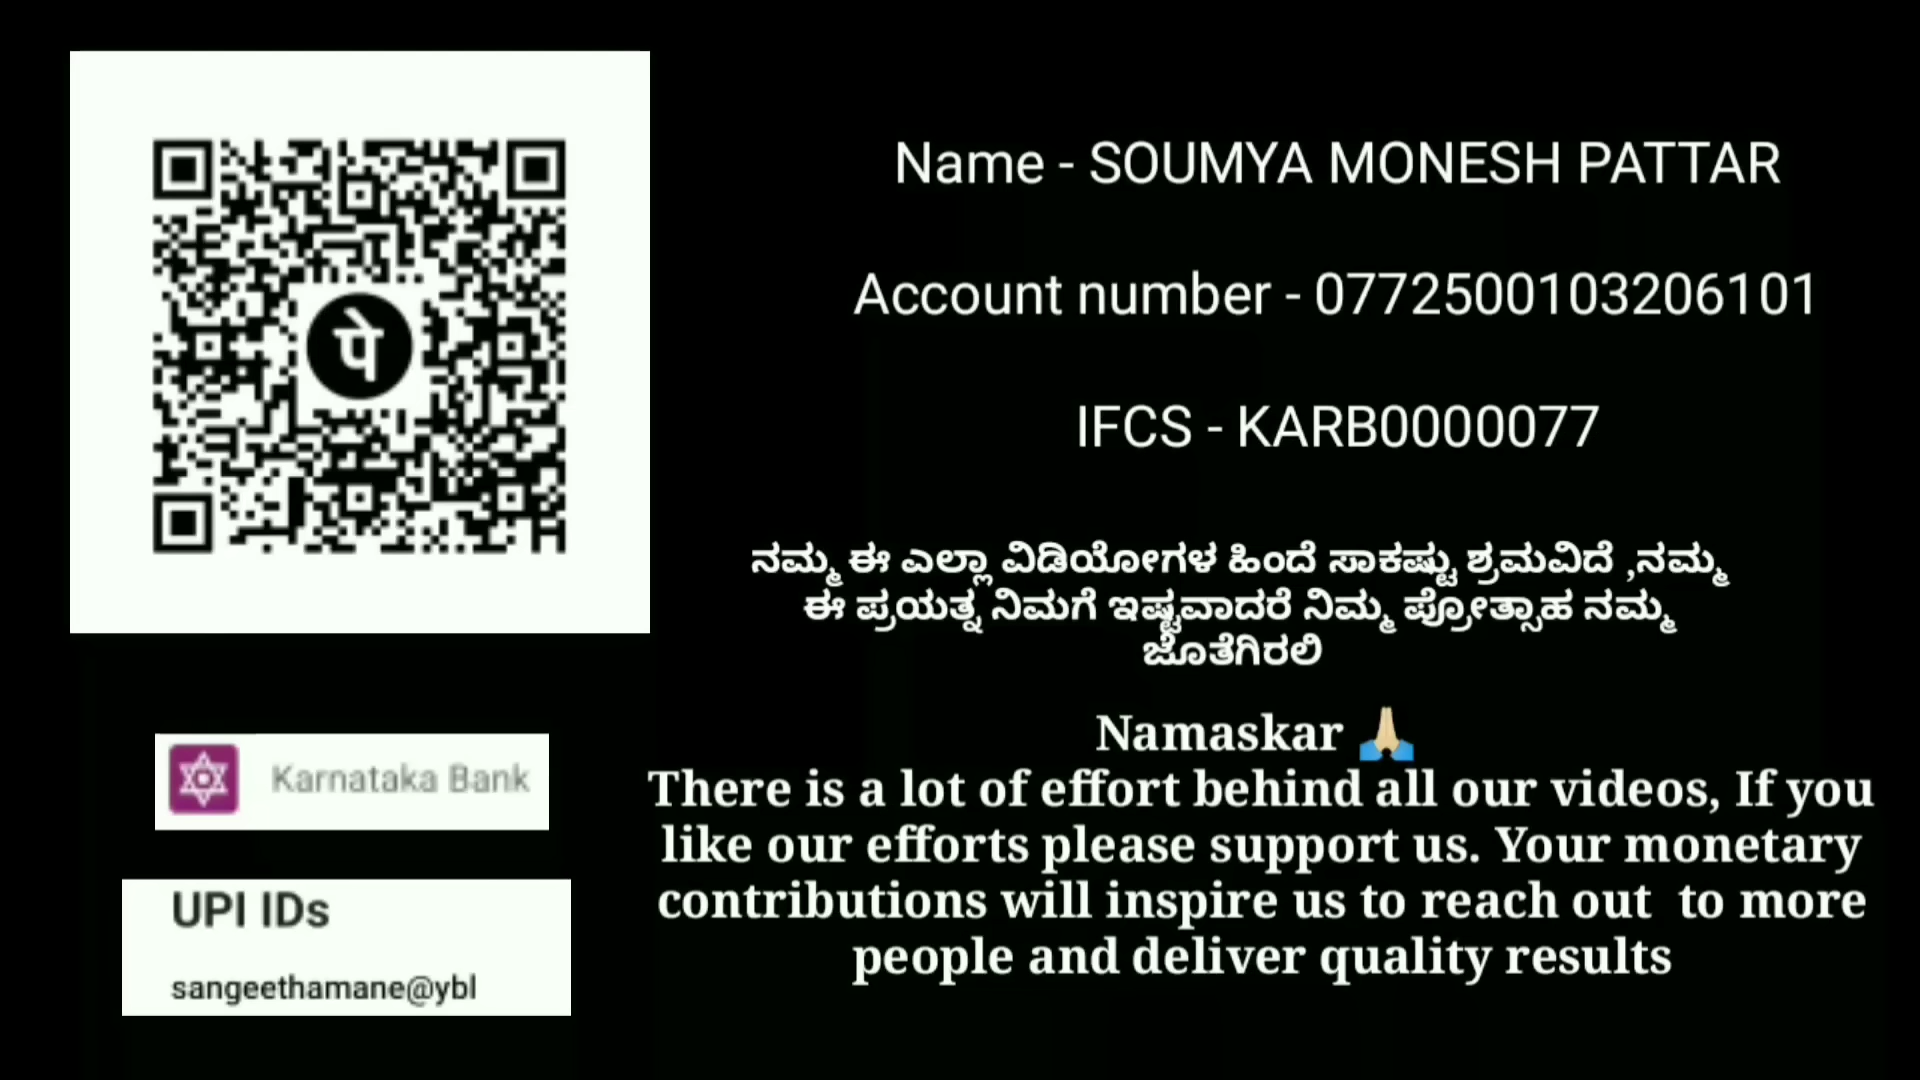 पे
Name - SOUMYA MONESH PATTAR
Account number - 0772500103206101
IFCS - KARB0000077
ನಮ್ಮ ಈ ಎಲ್ಲಾ ವಿಡಿಯೋಗಳ ಹಿಂದೆ ಸಾಕಷ್ಟು ಶ್ರಮವಿದೆ ,ನಮ್ಮ
ಈ ಪ್ರಯತ್ನ ನಿಮಗೆ ಇಷ್ಟವಾದರೆ ನಿಮ್ಮ ಪ್ರೋತ್ಸಾಹ ನಮ್ಮ
ಜೊತೆಗಿರಲಿ
Namaskar 🙏
There is a lot of effort behind all our videos, If you
like our efforts please support us. Your monetary
contributions will inspire us to reach out  to more
people and deliver quality results
Karnataka Bank
UPI IDs
sangeethamane@ybl